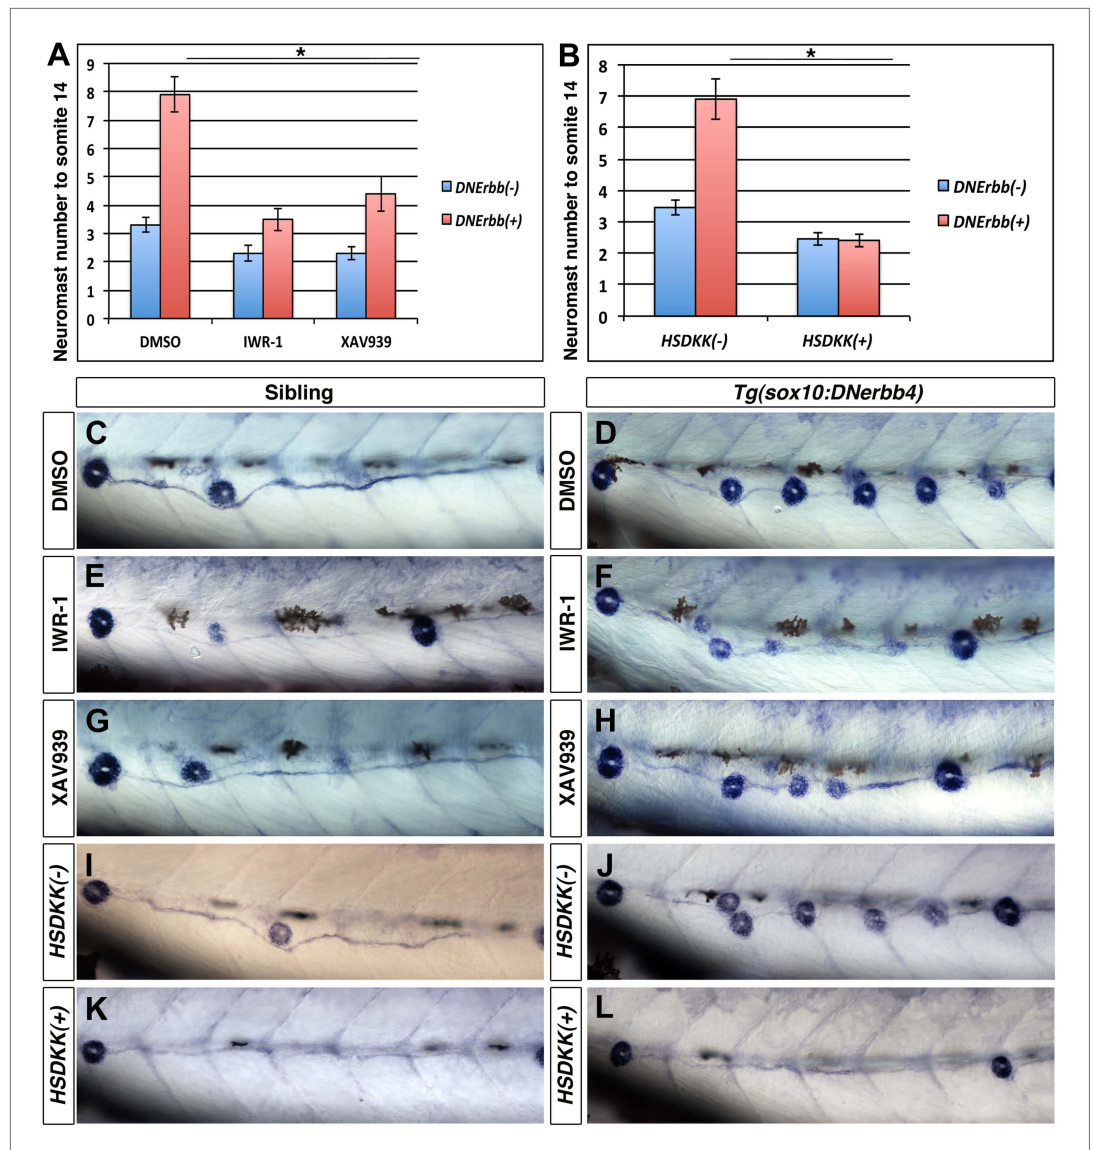 A
*
Neuromast number to somite 14
9
8
7
6
5
4
3
2
1
0
DMSO IWR-1 XAV939
DNErbb(-)
DNErbb(+)
B
*
Neuromast number to somite 14
8
7
6
5
4
3
2
1
0
HSDKK(-) HSDKK(+)
DNErbb(-)
DNErbb(+)
Sibling
Tg(sox10:DNerbb4)
DMSO
C
DMSO
D
IWR-1
E
IWR-1
F
XAV939
G
XAV939
H
HSDKK(-)
I
HSDKK(-)
J
HSDKK(+)
K
HSDKK(+)
L